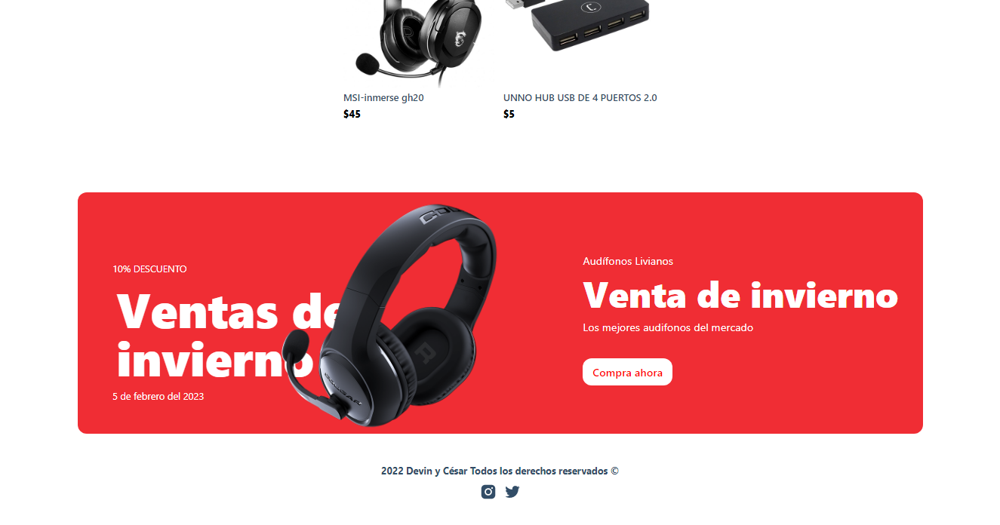 MSI-inmerse gh20
$45
UNNO HUB USB DE 4 PUERTOS 2.0
$5
10% DESCUENTO
Ventas de
invierno
5 de febrero del 2023
Audífonos Livianos
Venta de invierno
Los mejores audifonos del mercado
Compra ahora
2022 Devin y César Todos los derechos reservados ©